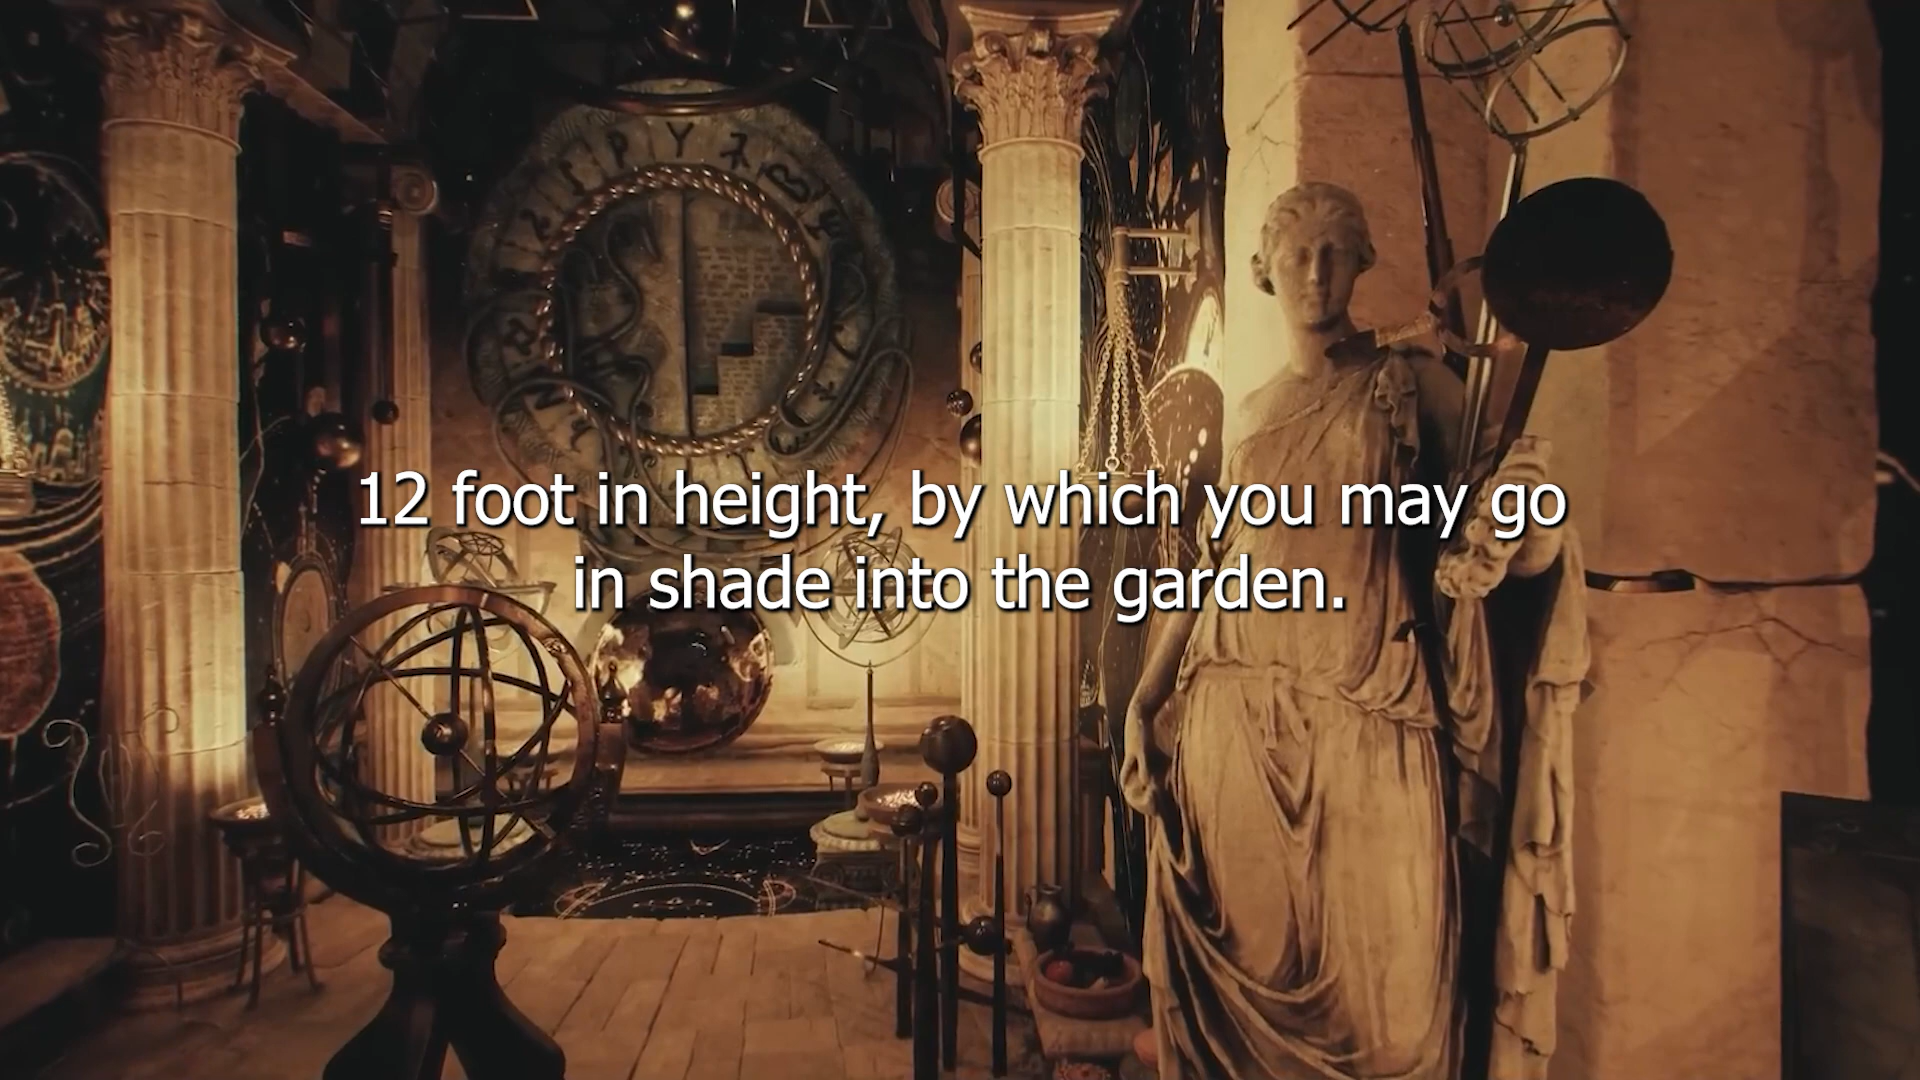 12 foot in height, by which you may go
in shade into the garden.